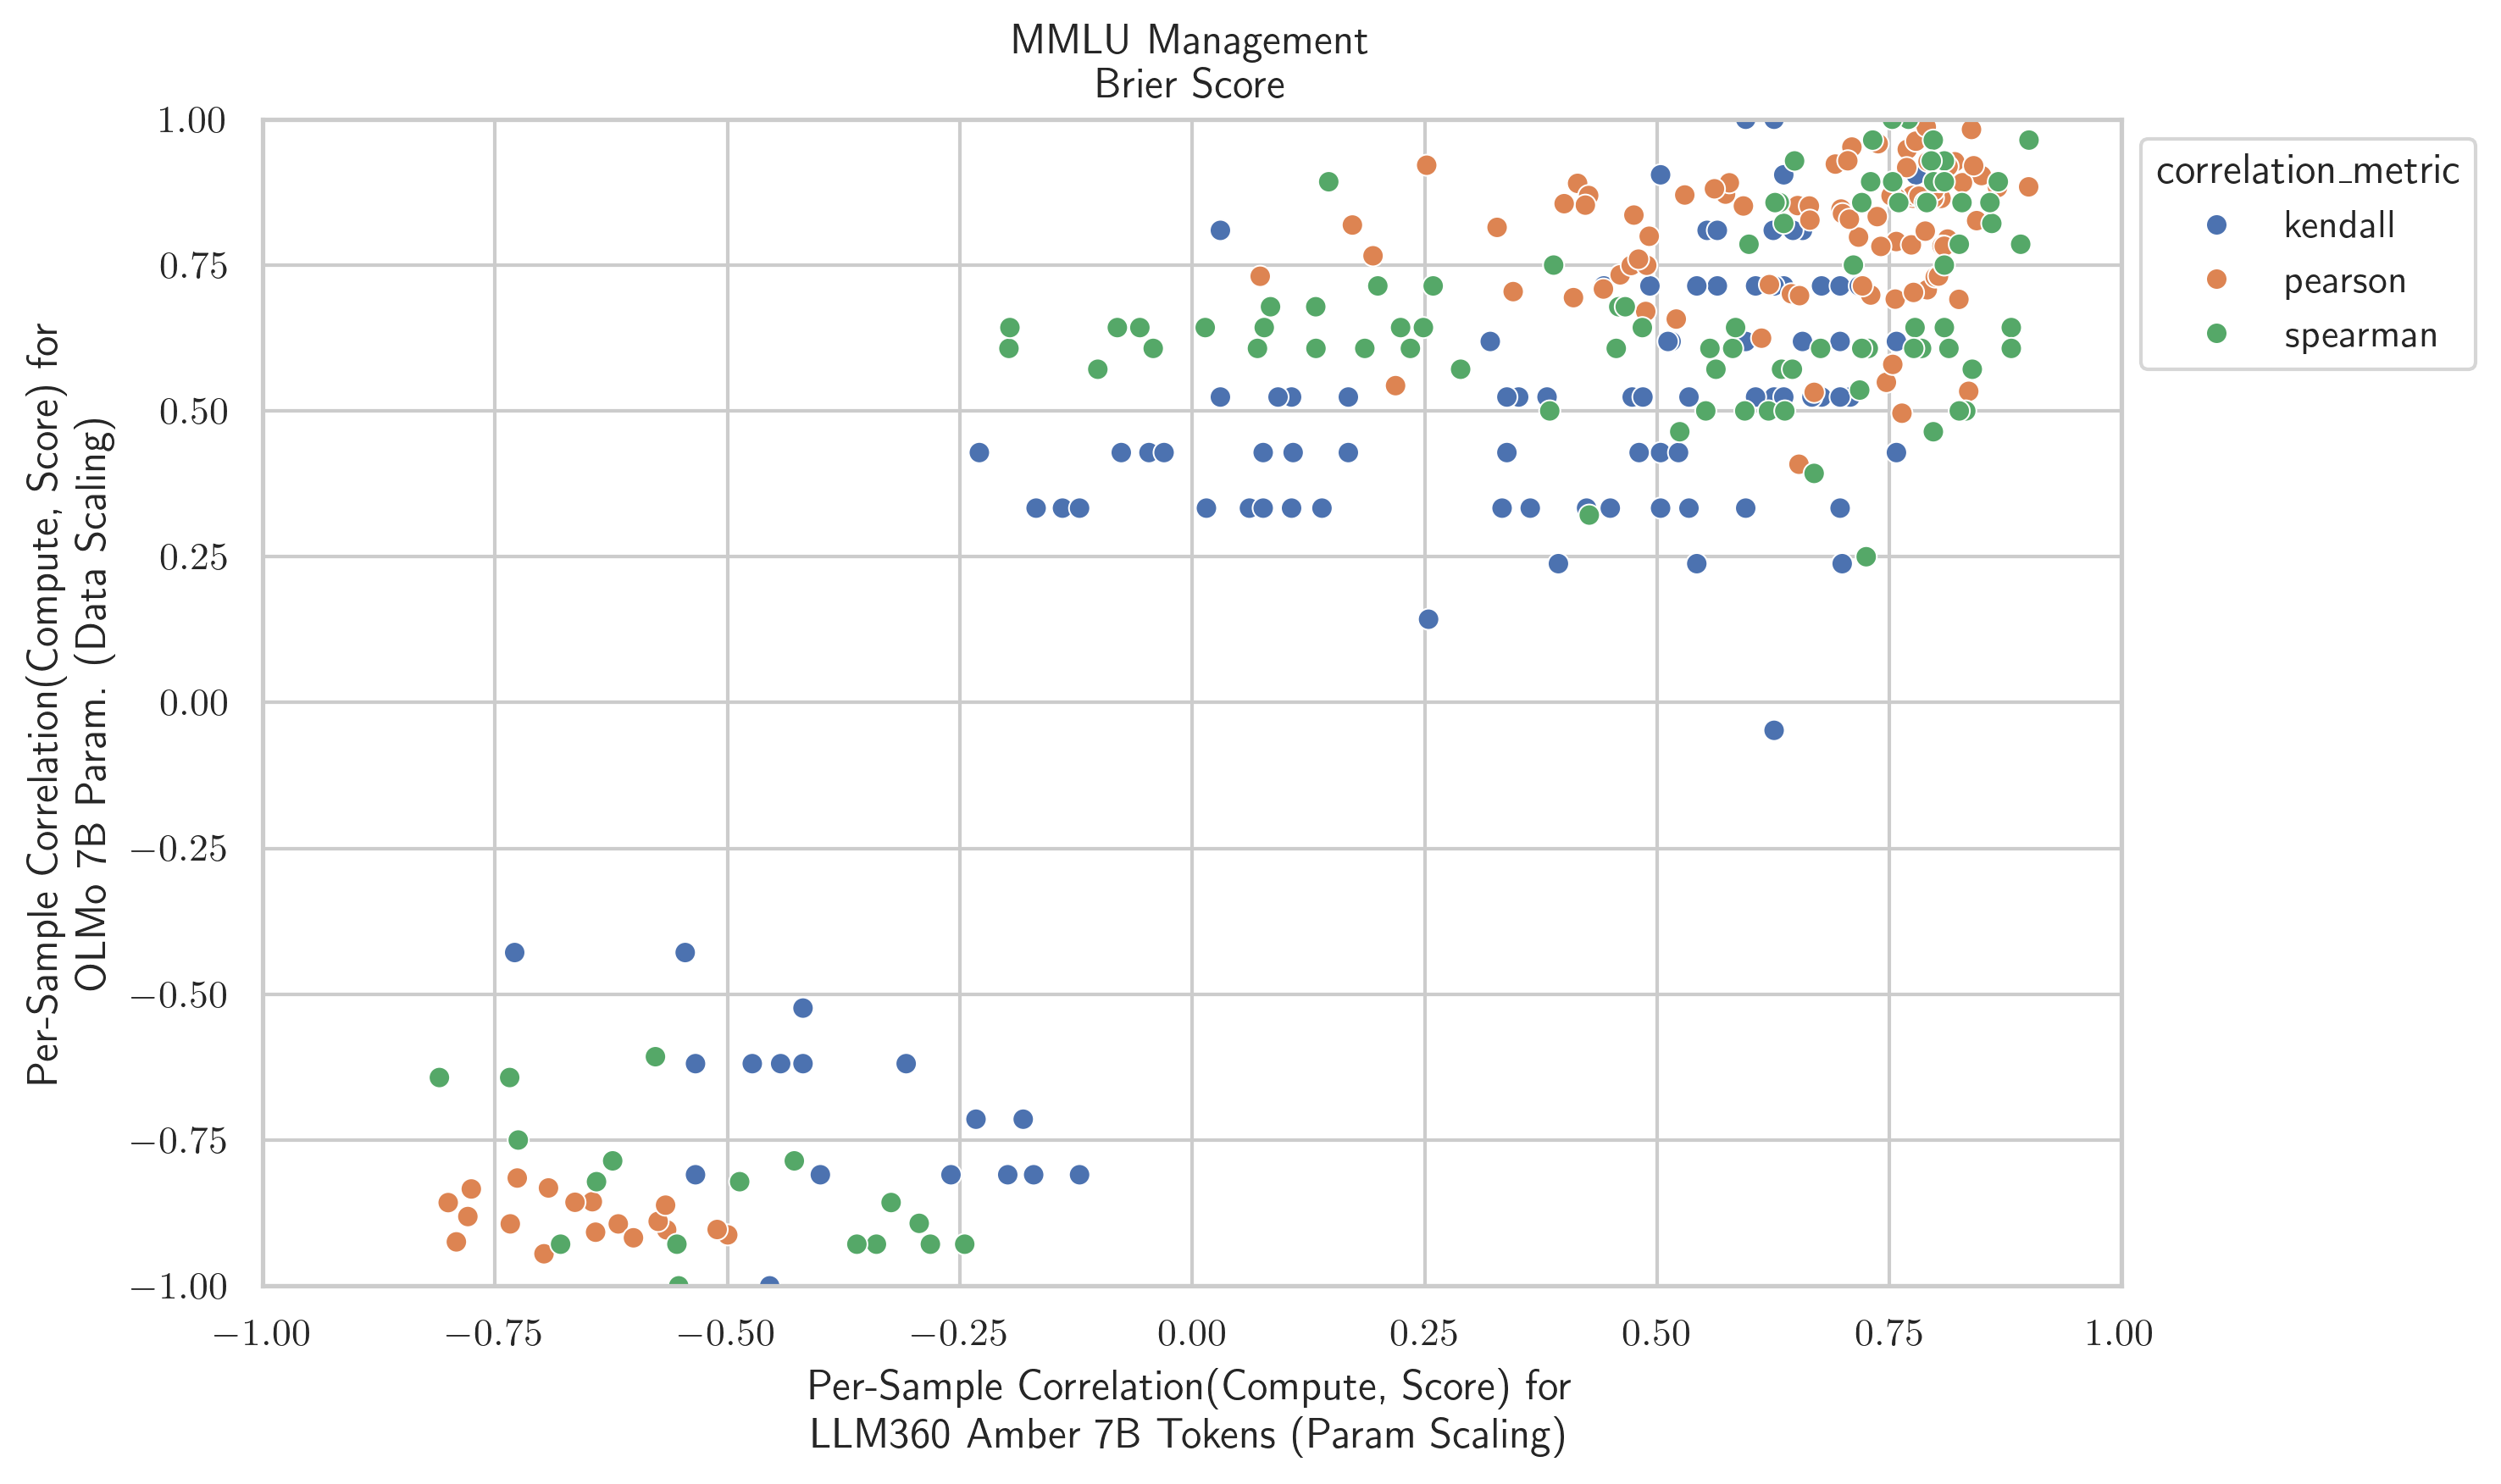 MMLU Management
Brier Score
Per-Sample Correlation(Compute, Score) for
OLMo 7B Param. (Data Scaling)
1.00
0.75
0.50
0.25
0.00
−0.25
−0.50
−0.75
−1.00
−1.00 −0.75 −0.50 −0.25 0.00 0.25 0.50 0.75 1.00
Per-Sample Correlation(Compute, Score) for
LLM360 Amber 7B Tokens (Param Scaling)
correlation_metric
kendall
pearson
spearman